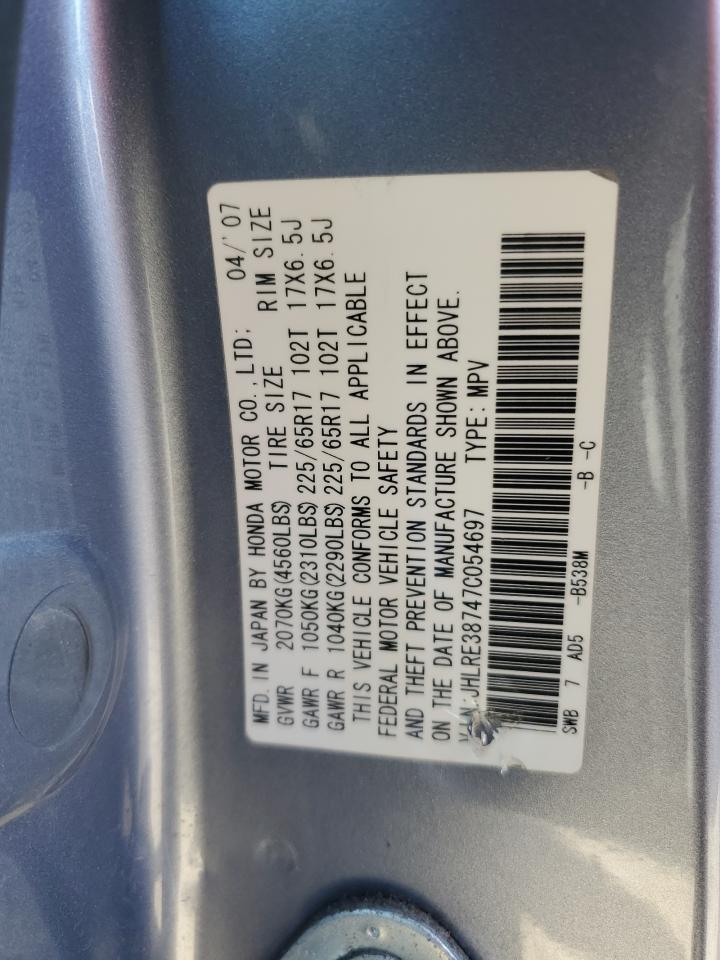 MFD. IN JAPAN BY HONDA MOTOR CO.,LTD: 04/'07
GVWR 2070KG(4560LBS) TIRE SIZE RIM SIZE
GAWR F 1050KG(2310LBS) 225/65R17 102T 17X6.5J
GAWR R 1040KG(2290LBS) 225/65R17 102T 17X6.5J
THIS VEHICLE CONFORMS TO ALL APPLICABLE
FEDERAL MOTOR VEHICLE SAFETY
AND THEFT PREVENTION STANDARDS IN EFFECT
ON THE DATE OF MANUFACTURE SHOWN ABOVE.
V.I.N:JHLRE38747C054697 TYPE: MPV
SWB 7 AD5 -B538M -B -C